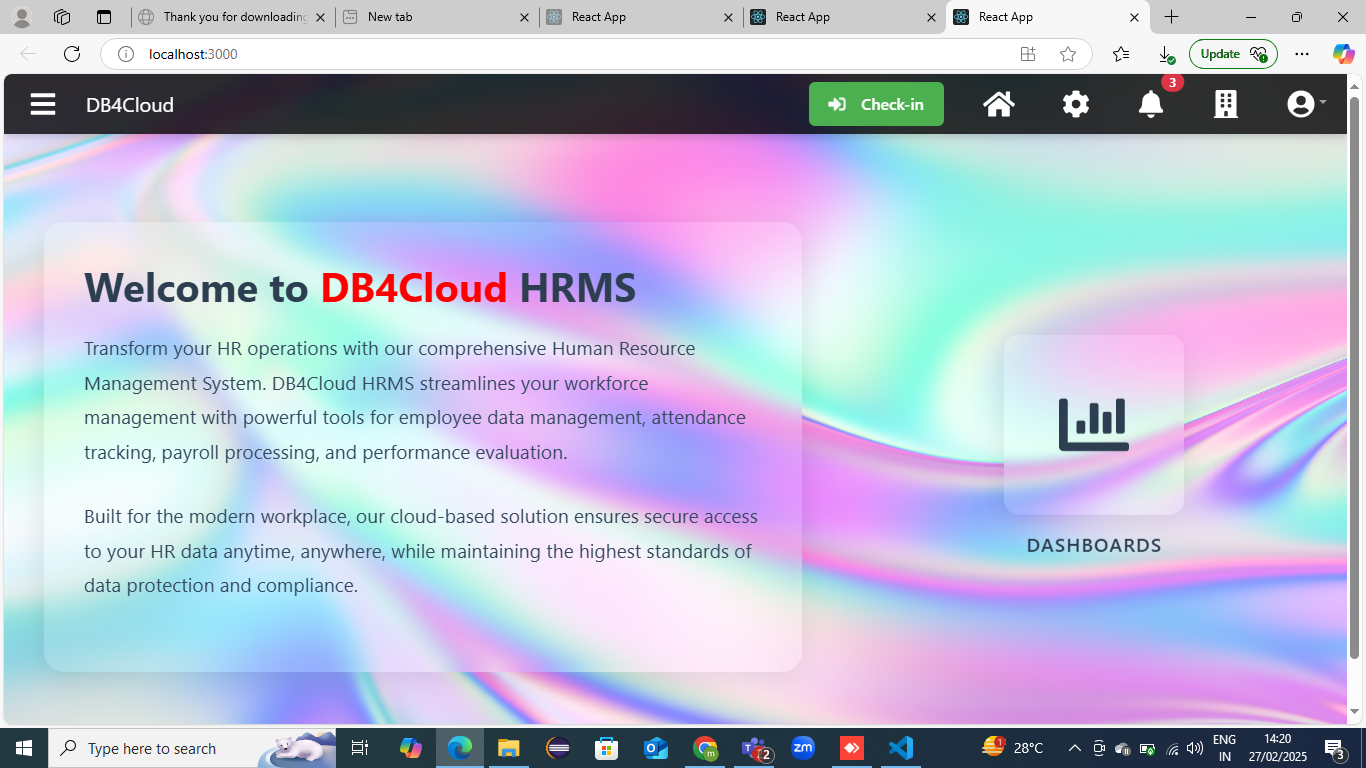 Thank you for downloading
New tab
React App
React App
React App
localhost:3000
Update
DB4Cloud
Check-in
3
Welcome to DB4Cloud HRMS
Transform your HR operations with our comprehensive Human Resource
Management System. DB4Cloud HRMS streamlines your workforce
management with powerful tools for employee data management, attendance
tracking, payroll processing, and performance evaluation.
Built for the modern workplace, our cloud-based solution ensures secure access
to your HR data anytime, anywhere, while maintaining the highest standards of
data protection and compliance.
DASHBOARDS
Type here to search
m
2
zm
1
28°C
ENG
IN
14:20
27/02/2025
3